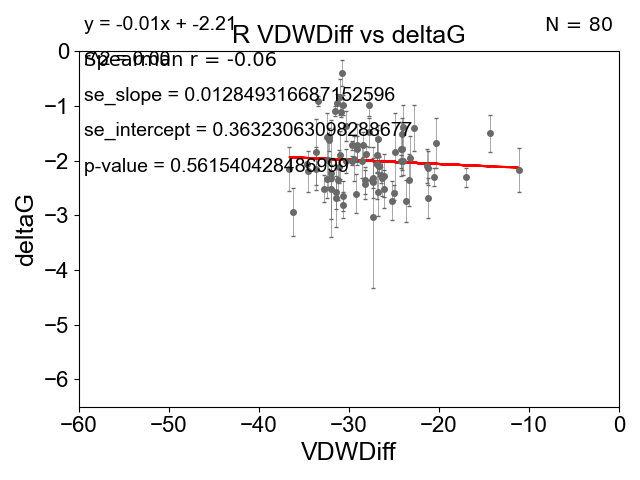 y = -0.01x + -2.21
N = 80
R VDWDiff vs deltaG
Spearman r = -0.06
se_slope = 0.012849316687152596
se_intercept = 0.36323063098288677
p-value = 0.561540428486999
deltaG
0
−1
−2
−3
−4
−5
−6
−60
−50
−40
−30
−20
−10
0
VDWDiff